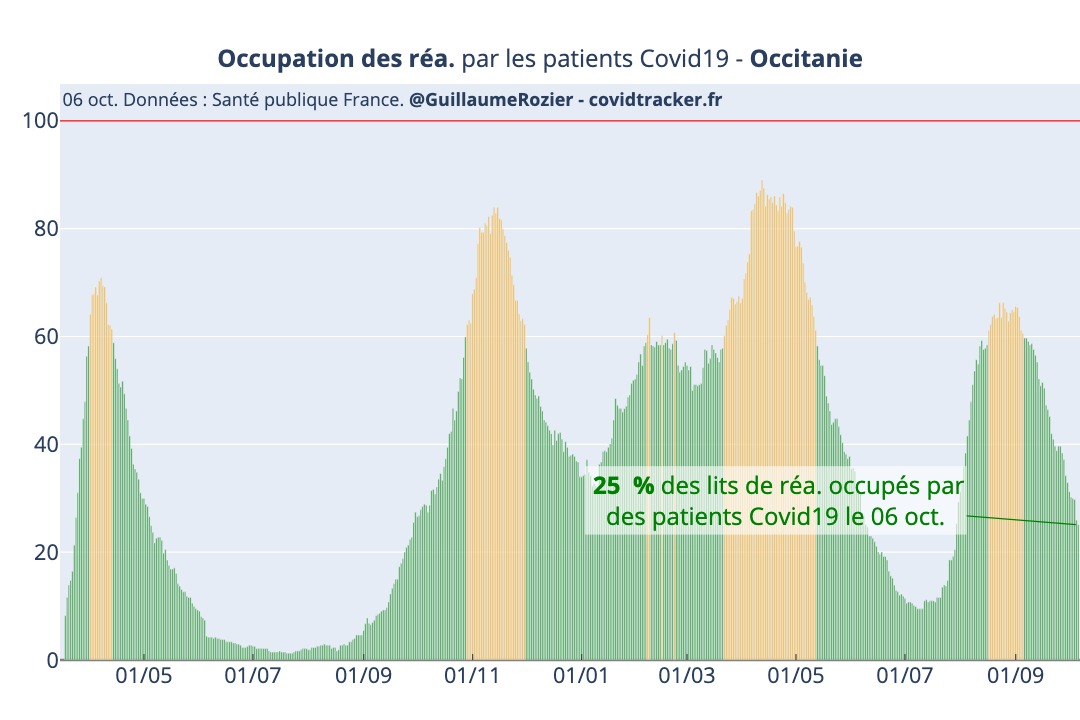 Occupation des réa. par les patients Covid19 - Occitanie
06 oct. Données : Santé publique France. @GuillaumeRozier - covidtracker.fr
100
80
60
40
20
0
25 % des lits de réa. occupés par
des patients Covid19 le 06 oct.
01/05 01/07 01/09 01/11 01/01 01/03 01/05 01/07 01/09